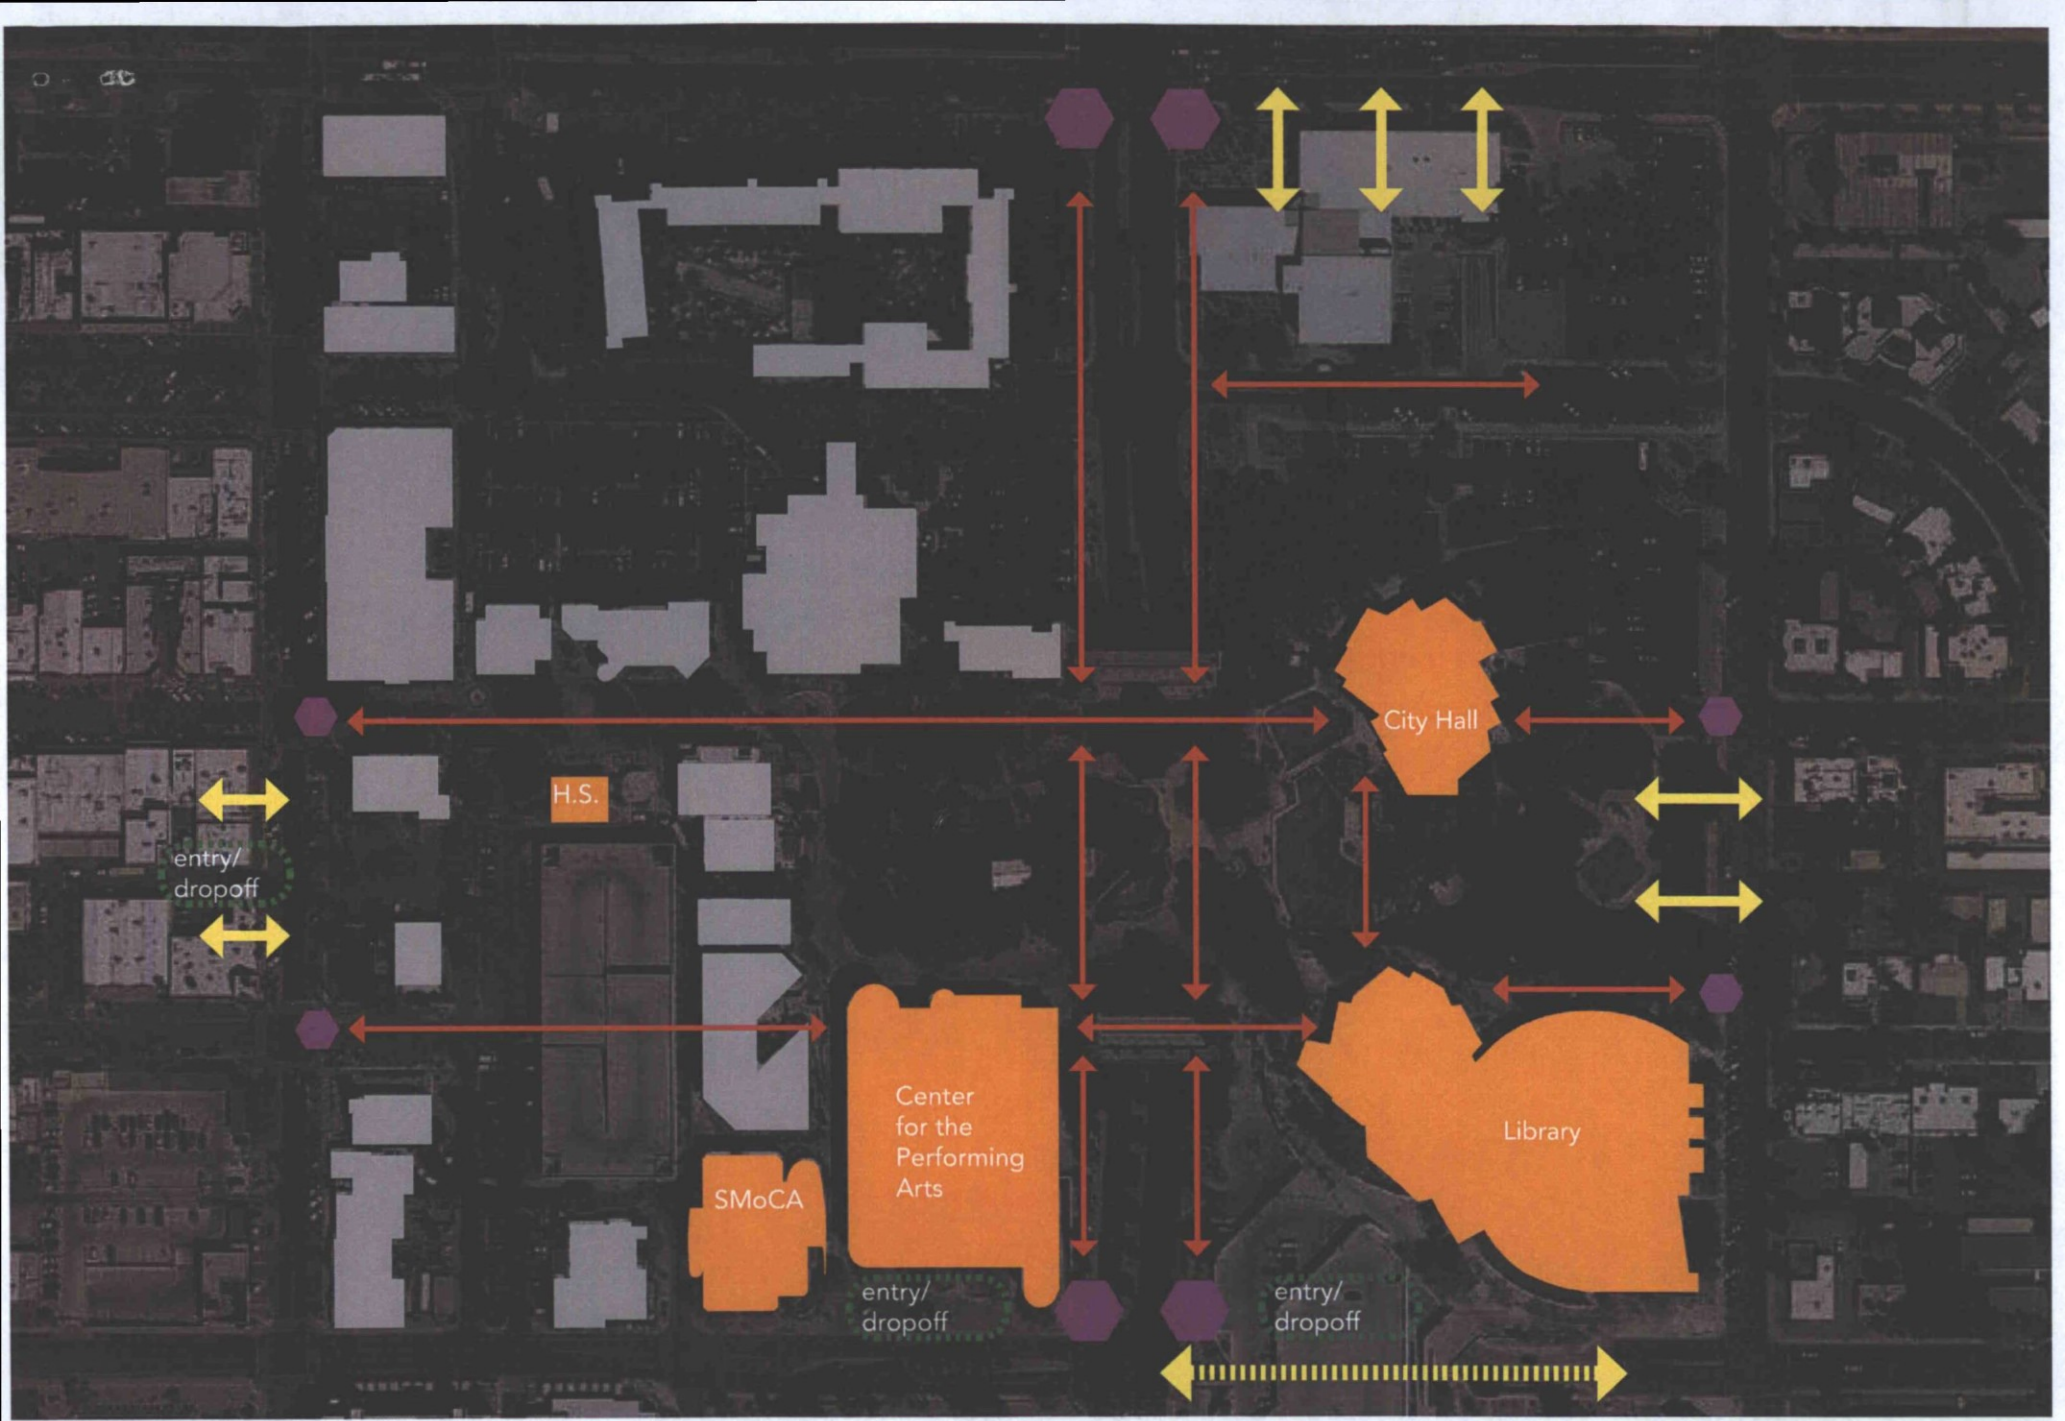 City Hall
H.S.
entry/
dropoff
Center
for the
Performing
Arts
Library
SMoCA
entry/
dropoff
entry/
dropoff